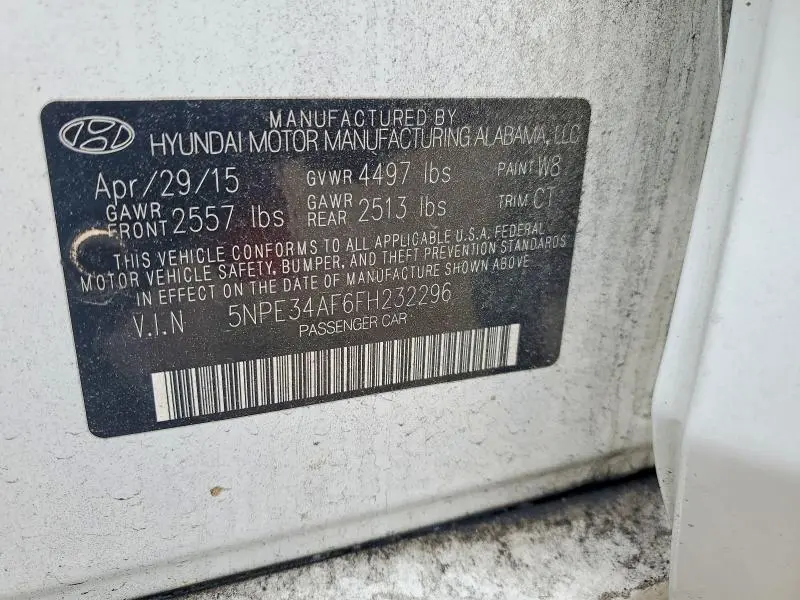 MANUFACTURED BY
HYUNDAI MOTOR MANUFACTURING ALABAMA, LLC
Apr/29/15 GVWR 4497 lbs PAINT W8
GAWR FRONT 2557 lbs GAWR REAR 2513 lbs TRIM CT
THIS VEHICLE CONFORMS TO ALL APPLICABLE U.S.A. FEDERAL
MOTOR VEHICLE SAFETY, BUMPER, AND THEFT PREVENTION STANDARDS
IN EFFECT ON THE DATE OF MANUFACTURE SHOWN ABOVE.
V.I.N 5NPE34AF6FH232296
PASSENGER CAR